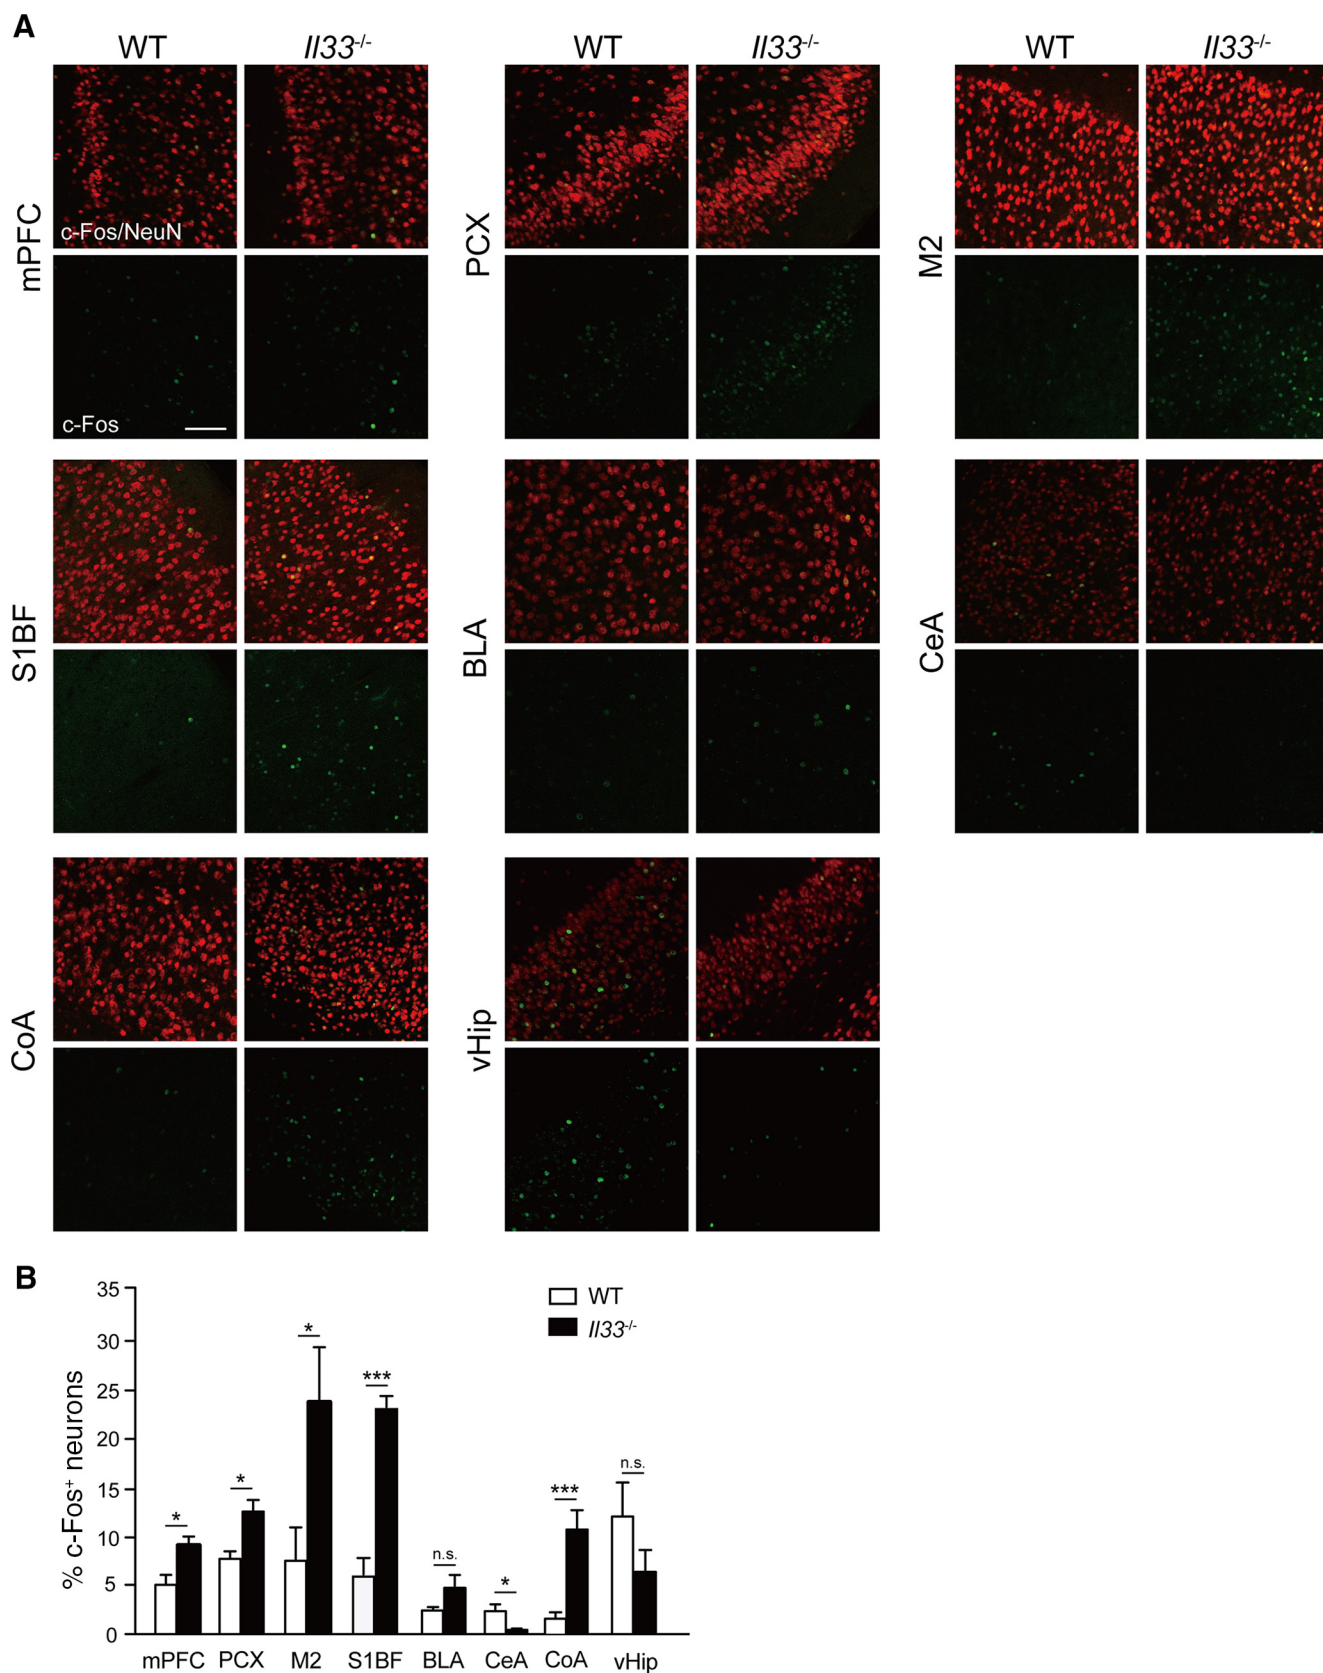 A
WT Il33-/- WT Il33-/- WT Il33-/-
mPFC
c-Fos/NeuN
c-Fos
PCX
M2
S1BF
BLA
CeA
CoA
vHip
B
% c-Fos+ neurons
35
30
25
20
15
10
5
0
WT
Il33-/-
*
*
*
***
n.s.
*
***
n.s.
mPFC PCX M2 S1BF BLA CeA CoA vHip